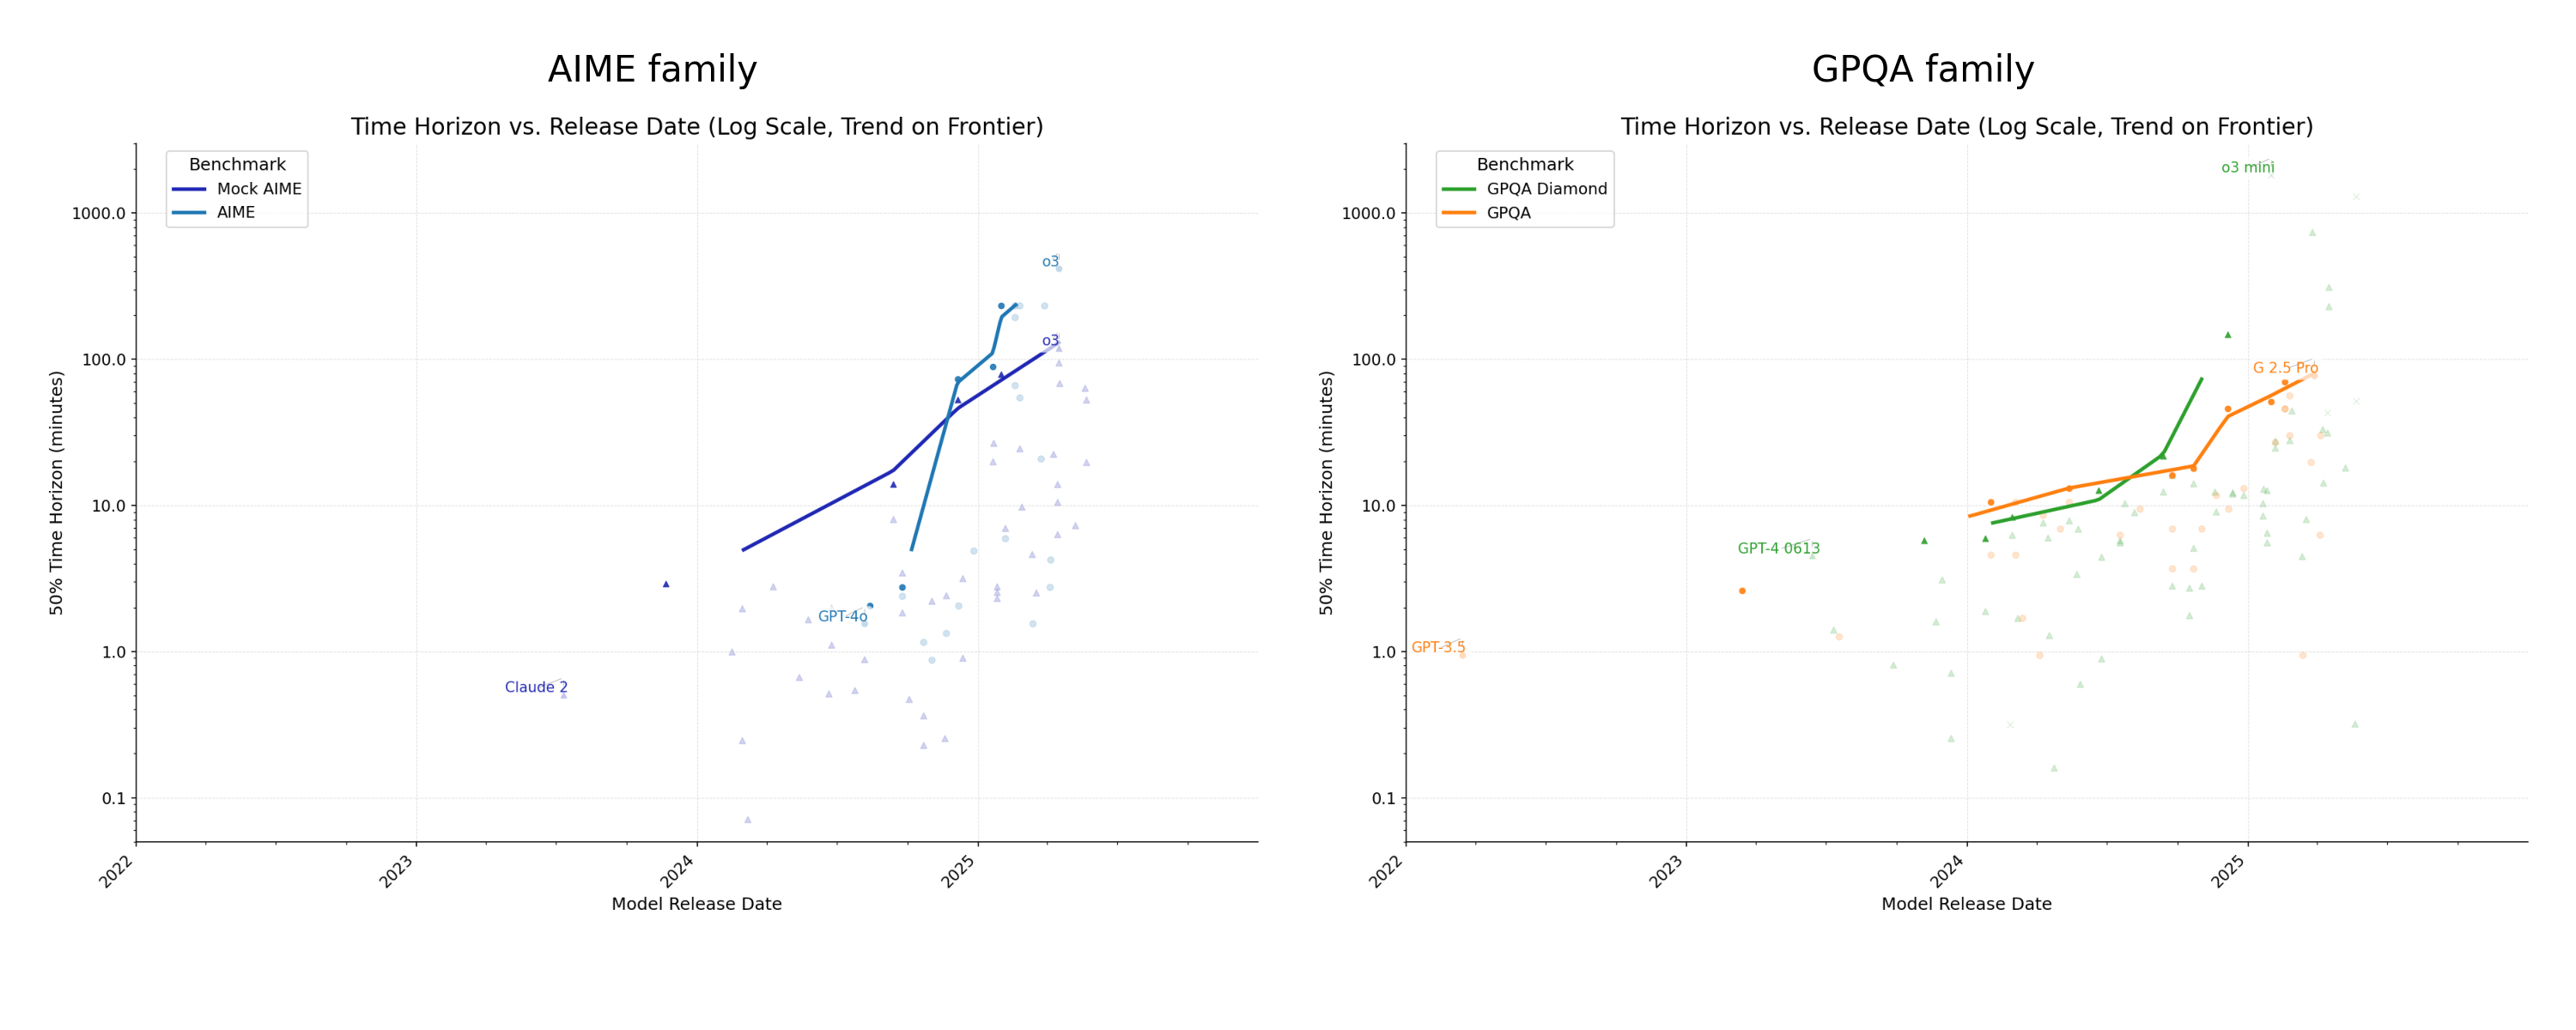 AIME family
Time Horizon vs. Release Date (Log Scale, Trend on Frontier)
Benchmark
Mock AIME
AIME
1000.0
100.0
10.0
1.0
0.1
50% Time Horizon (minutes)
o3
o3
GPT-4o
Claude 2
2022
2023
2024
2025
Model Release Date
GPQA family
Time Horizon vs. Release Date (Log Scale, Trend on Frontier)
Benchmark
GPQA Diamond
GPQA
1000.0
100.0
10.0
1.0
0.1
50% Time Horizon (minutes)
o3 mini
G 2.5 Pro
GPT-4 0613
GPT-3.5
2022
2023
2024
2025
Model Release Date